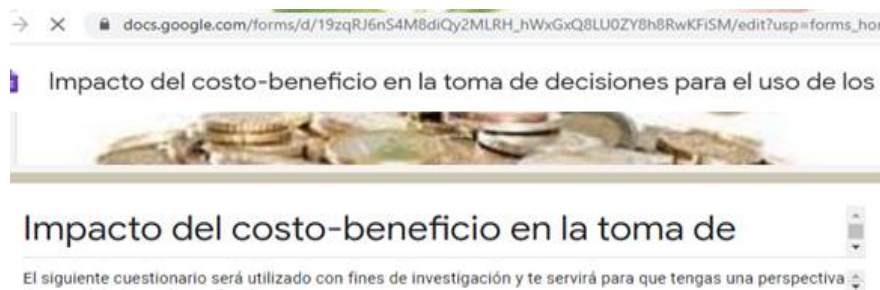 docs.google.com/forms/d/19zqRJ6nS4M8diQy2MLRH_hWxGxQ8LU0ZY8h8RwKFiSM/edit?usp=forms_hor
Impacto del costo-beneficio en la toma de decisiones para el uso de los
Impacto del costo-beneficio en la toma de
El siguiente cuestionario será utilizado con fines de investigación y te servirá para que tengas una perspectiva